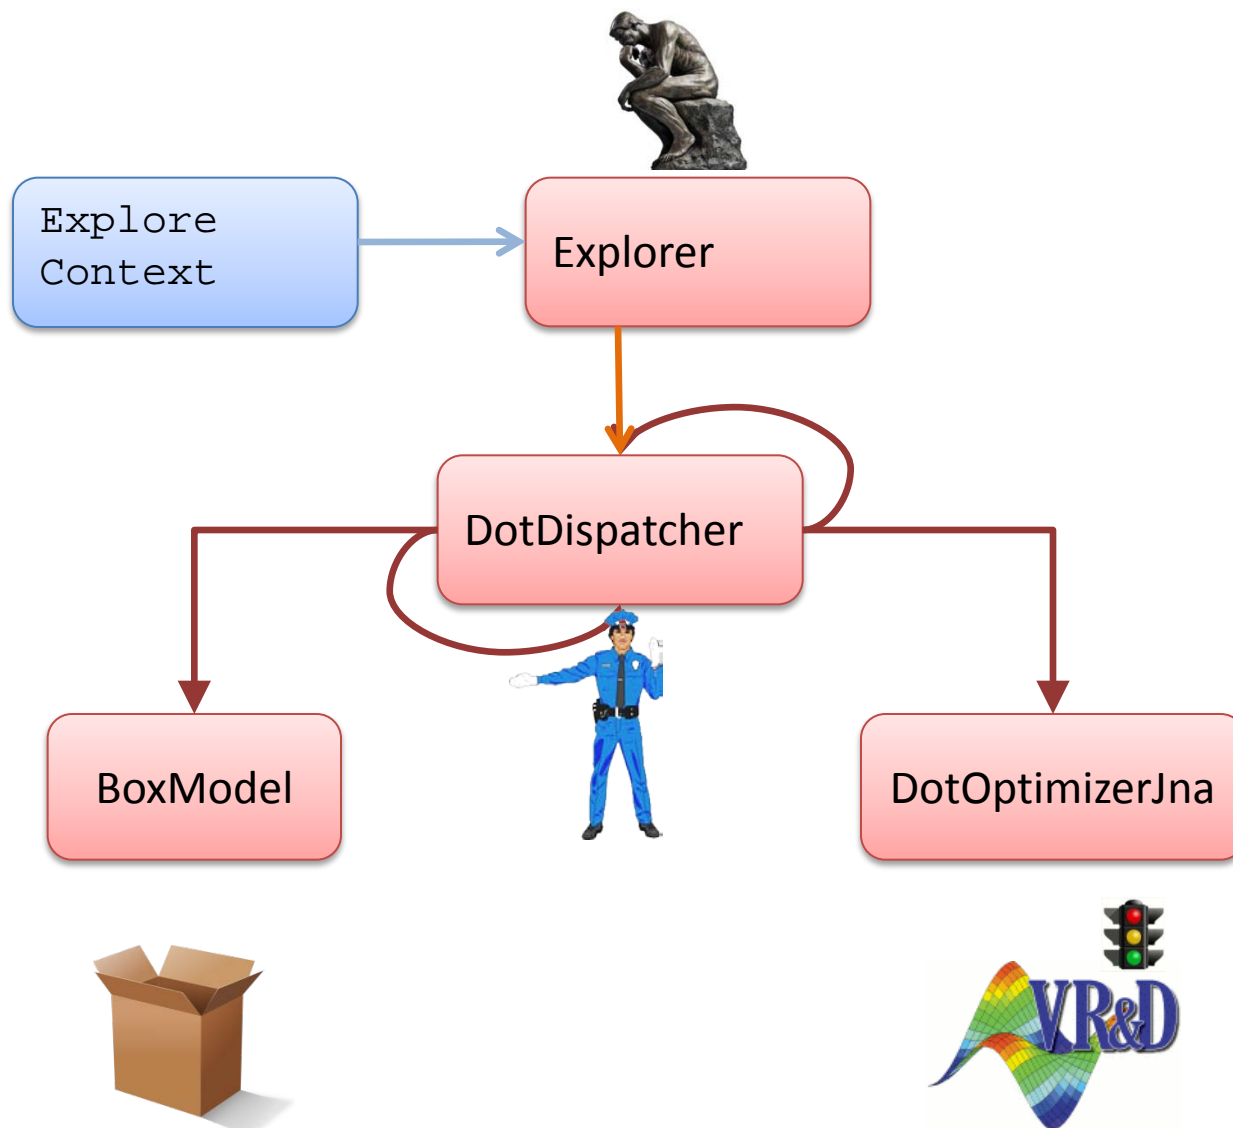 Explore
Context
Explorer
DotDispatcher
BoxModel
DotOptimizerJna
VR&D